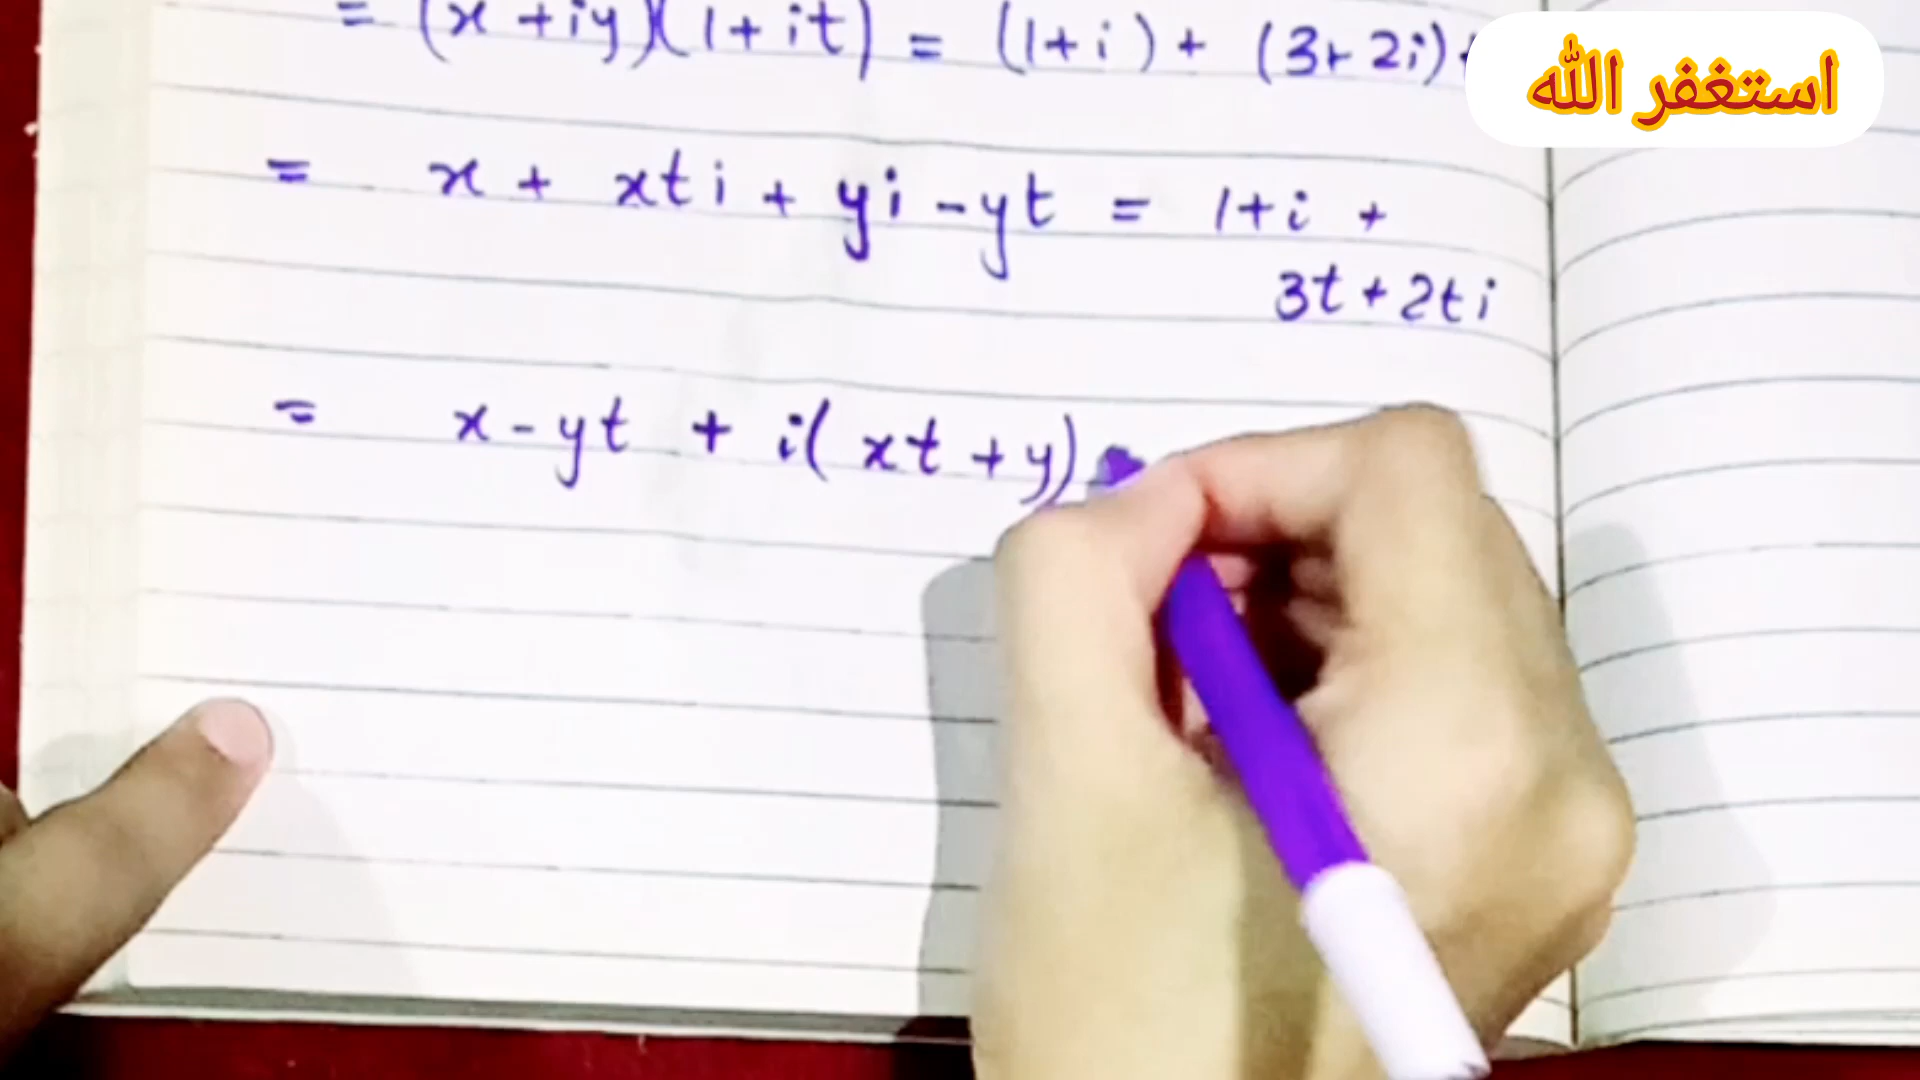 = (x + iy)(1 + it) = (1 + i) + (3 + 2i)
استغفر الله
= x + xti + yi - yt = 1 + i +
3t + 2ti
= x - yt + i(xt + y)